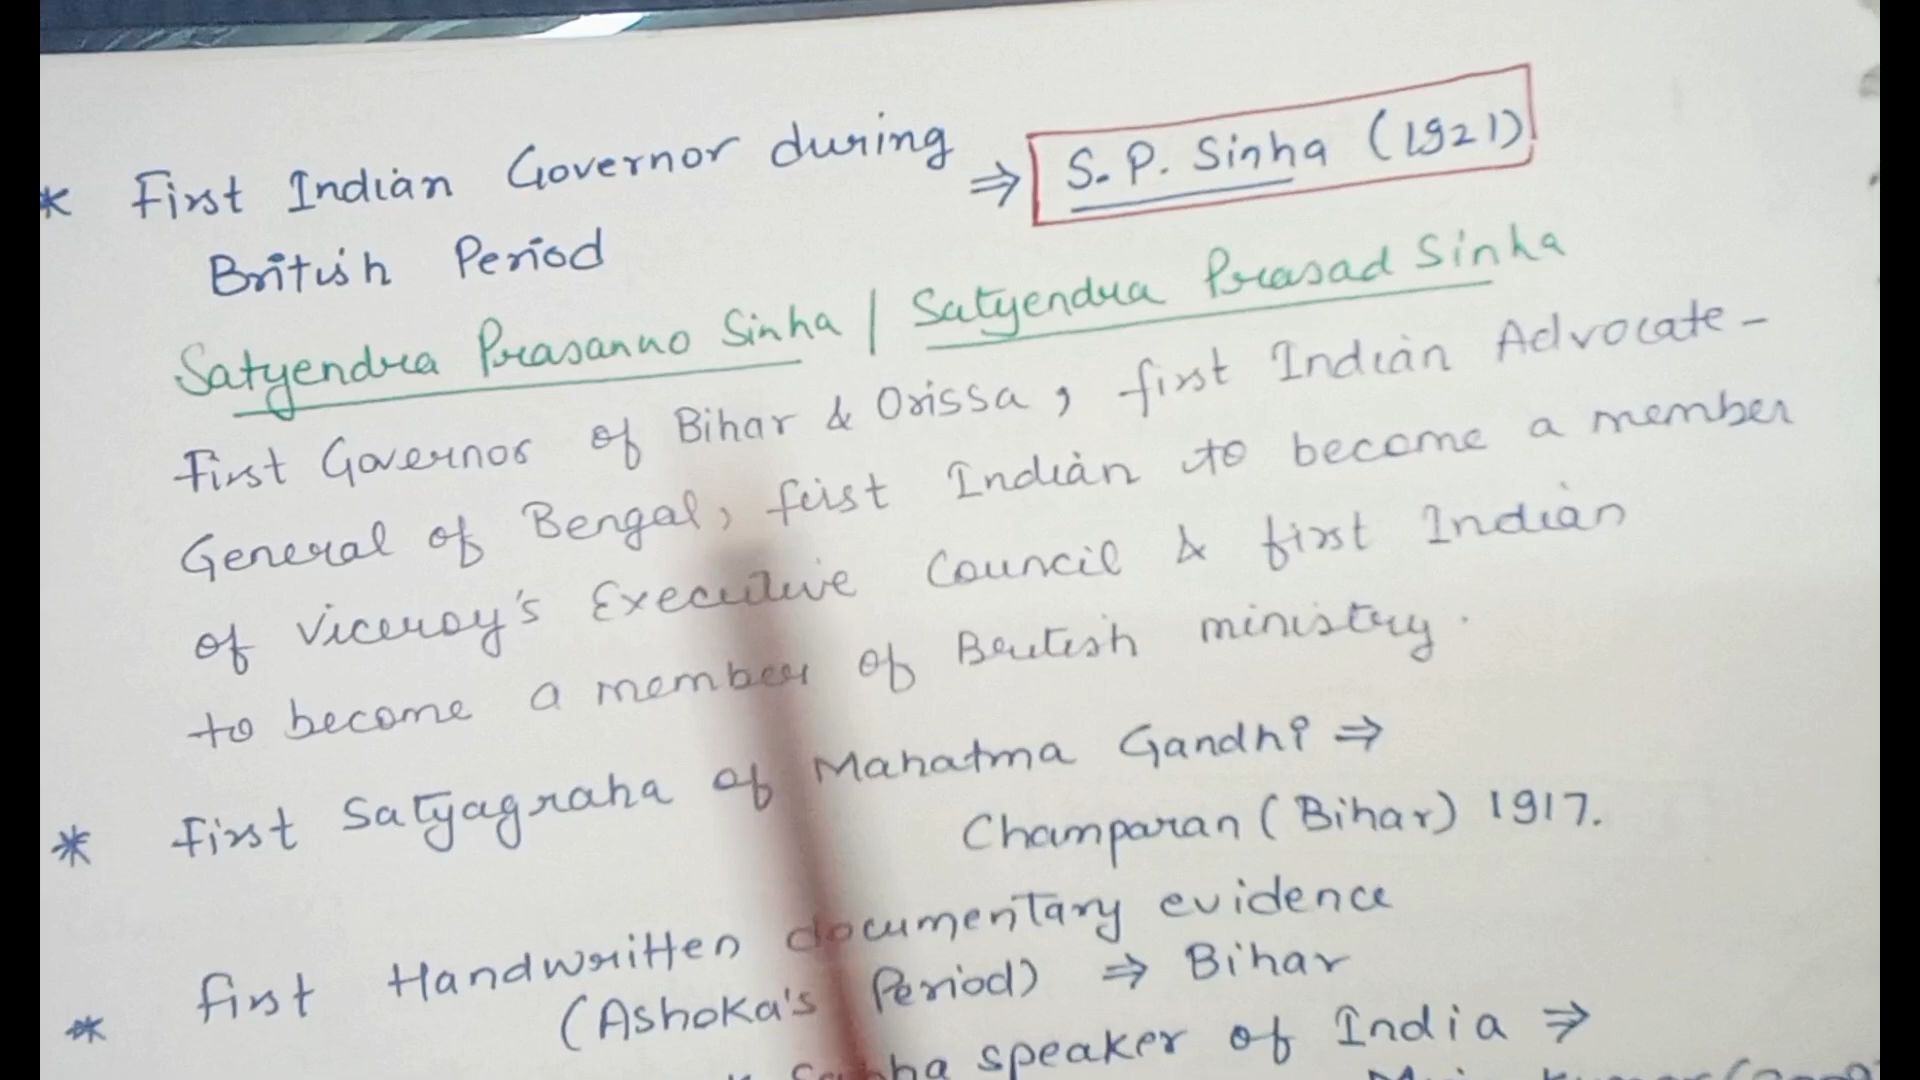 * First Indian Governor during ⇒ S. P. Sinha (1921)
British Period
Satyendra Prasanno Sinha / Satyendra Prasad Sinha
First Governor of Bihar & Orissa, first Indian Advocate-
General of Bengal, first Indian to become a member
of Viceroy's Executive Council & first Indian
to become a member of British ministry.
* First Satyagraha of Mahatma Gandhi ⇒
Champaran (Bihar) 1917.
* first Handwritten documentary evidence
(Ashoka's Period) ⇒ Bihar
Sabha speaker of India ⇒